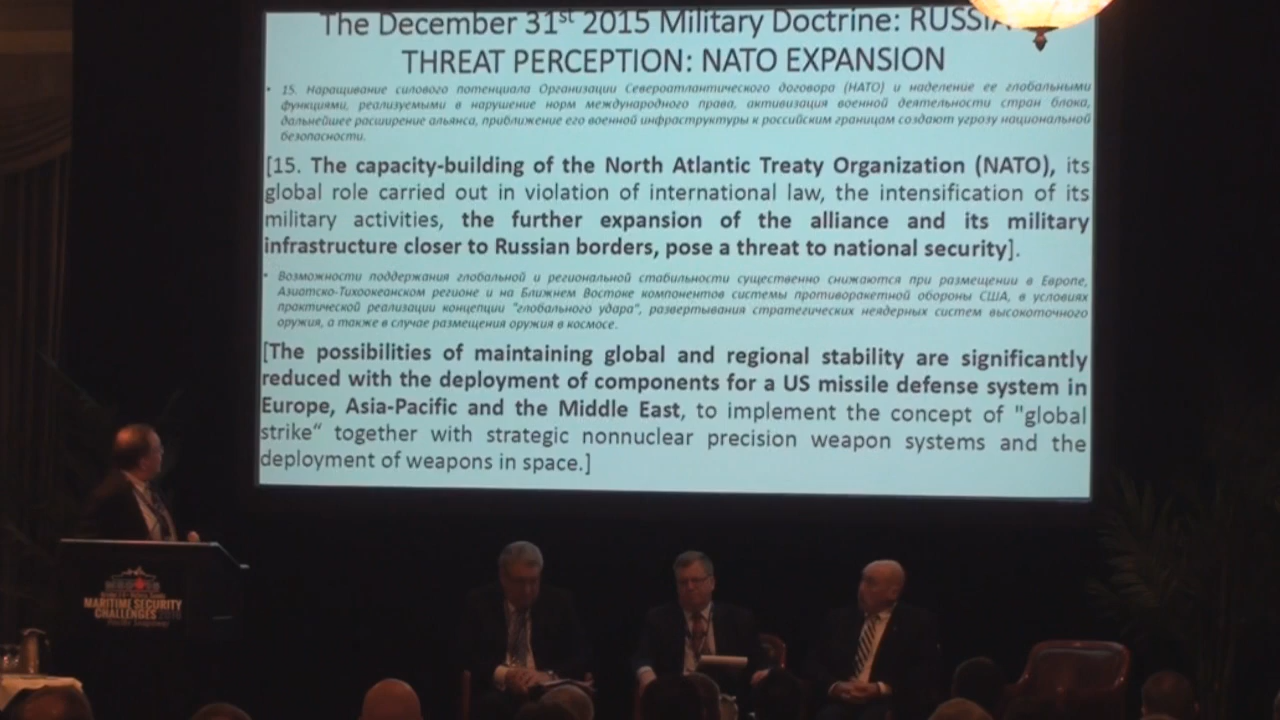 The December 31st 2015 Military Doctrine:
THREAT PERCEPTION: NATO EXPANSION
• 15. Наращивание силового потенциала Организации Североатлантического договора (НАТО) и наделение ее глобальными
функциями, реализуемыми в нарушение норм международного права, активизация военной деятельности стран блока,
дальнейшее расширение альянса, приближение его военной инфраструктуры к российским границам создают угрозу национальной
безопасности.
[15. The capacity-building of the North Atlantic Treaty Organization (NATO), its
global role carried out in violation of international law, the intensification of its
military activities, the further expansion of the alliance and its military
infrastructure closer to Russian borders, pose a threat to national security].
• Возможности поддержания глобальной и региональной стабильности существенно снижаются при размещении в Европе,
Азиатско-Тихоокеанском регионе и на Ближнем Востоке компонентов системы противоракетной обороны США, в условиях
практической реализации концепции "глобального удара", развертывания стратегических неядерных систем высокоточного
оружия, а также в случае размещения оружия в космосе.
[The possibilities of maintaining global and regional stability are significantly
reduced with the deployment of components for a US missile defense system in
Europe, Asia-Pacific and the Middle East, to implement the concept of "global
strike“ together with strategic nonnuclear precision weapon systems and the
deployment of weapons in space.]
MARITIME SECURITY
CHALLENGES